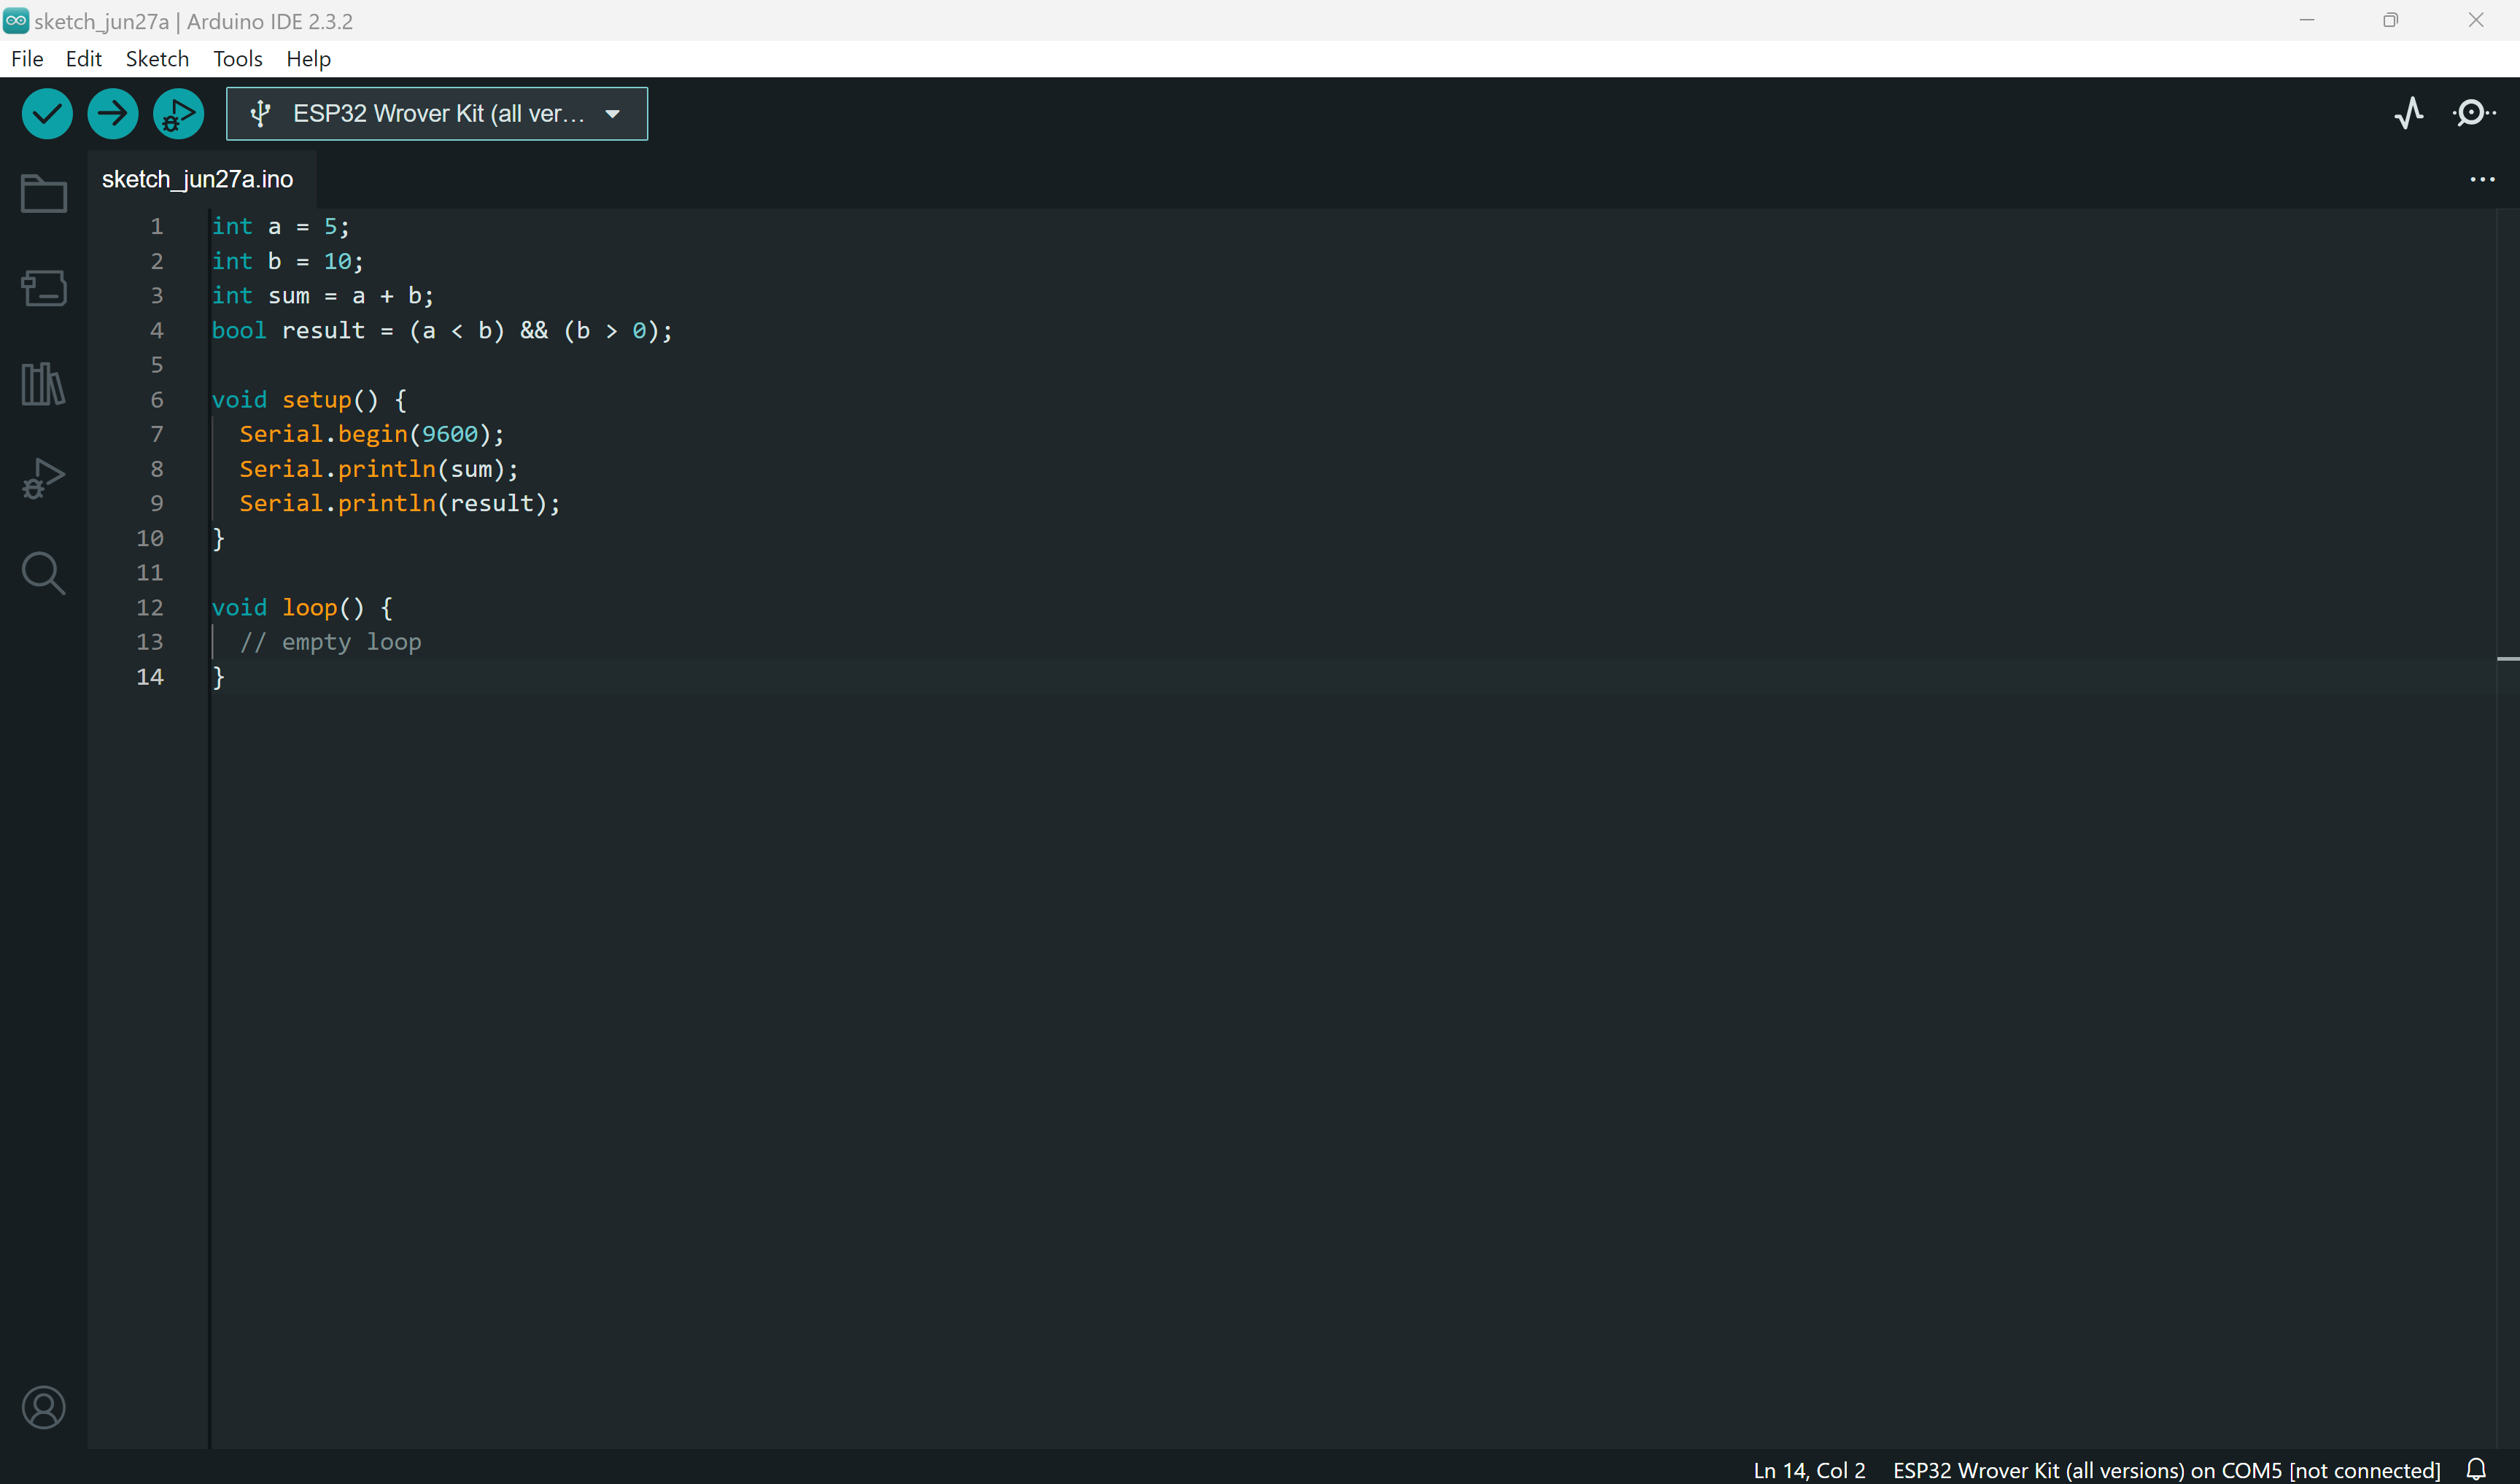 sketch_jun27a | Arduino IDE 2.3.2
File Edit Sketch Tools Help
ESP32 Wrover Kit (all ver...
sketch_jun27a.ino
1 int a = 5;
2 int b = 10;
3 int sum = a + b;
4 bool result = (a < b) && (b > 0);
5
6 void setup() {
7   Serial.begin(9600);
8   Serial.println(sum);
9   Serial.println(result);
10 }
11
12 void loop() {
13   // empty loop
14 }
Ln 14, Col 2 ESP32 Wrover Kit (all versions) on COM5 [not connected]